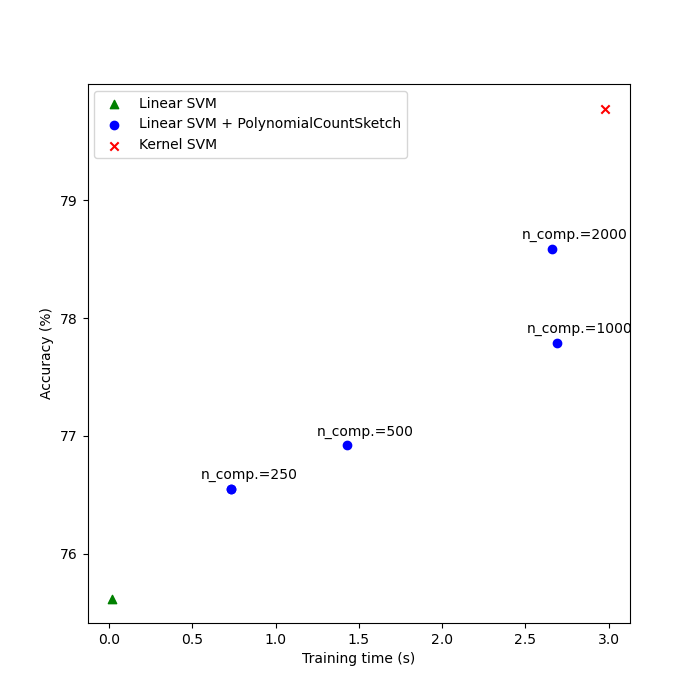 Linear SVM
Linear SVM + PolynomialCountSketch
Kernel SVM
79
78
77
76
Accuracy (%)
n_comp.=2000
n_comp.=1000
n_comp.=500
n_comp.=250
0.0 0.5 1.0 1.5 2.0 2.5 3.0
Training time (s)